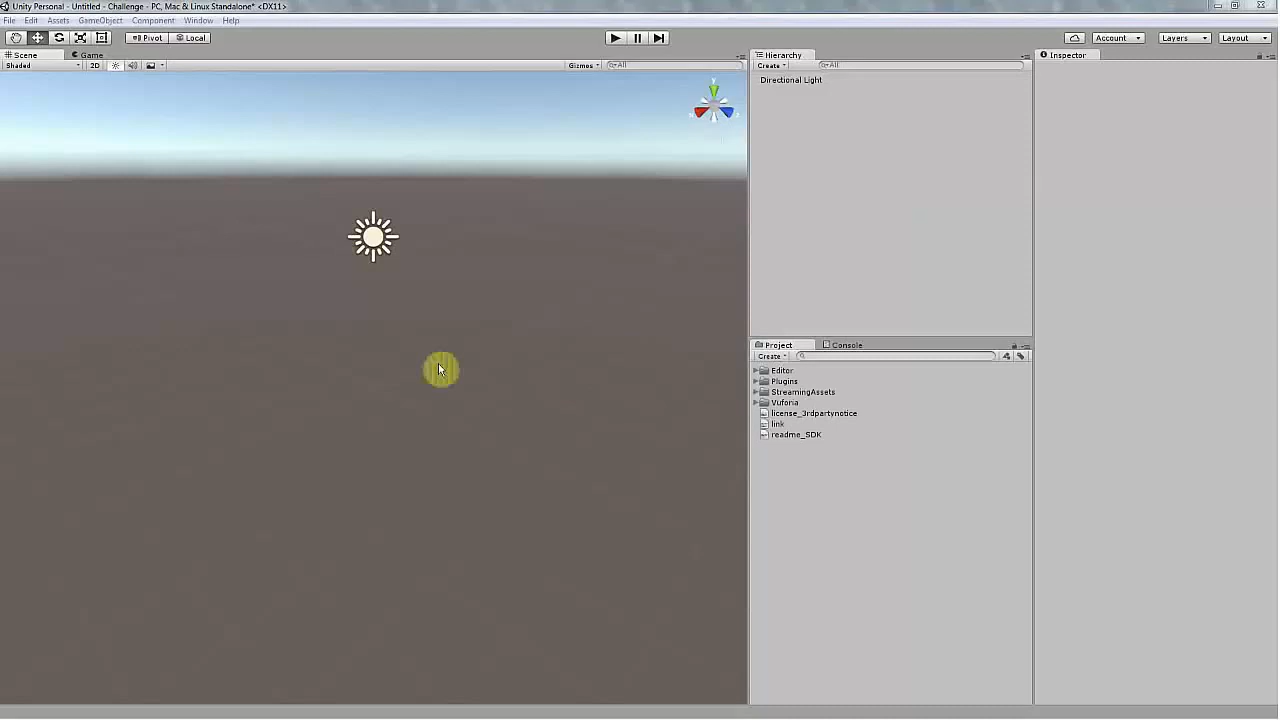 Unity Personal - Untitled - Challenge - PC, Mac & Linux Standalone* <DX11>
File Edit Assets GameObject Component Window Help
Pivot Local Account Layers Layout
Scene Game Hierarchy Inspector
Shaded 2D Gizmos All Create All
Directional Light
y
Project Console
Create
Editor
Plugins
StreamingAssets
Vuforia
license_3rdpartynotice
link
readme_SDK